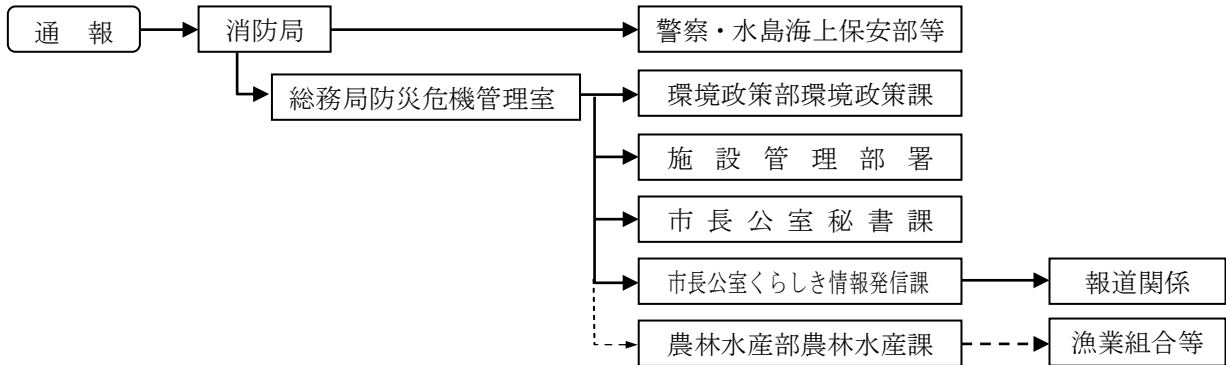 通 報
消防局
警察・水島海上保安部等
総務局防災危機管理室
環境政策部環境政策課
施 設 管 理 部 署
市 長 公 室 秘 書 課
市長公室くらしき情報発信課
報道関係
農林水産部農林水産課
漁業組合等